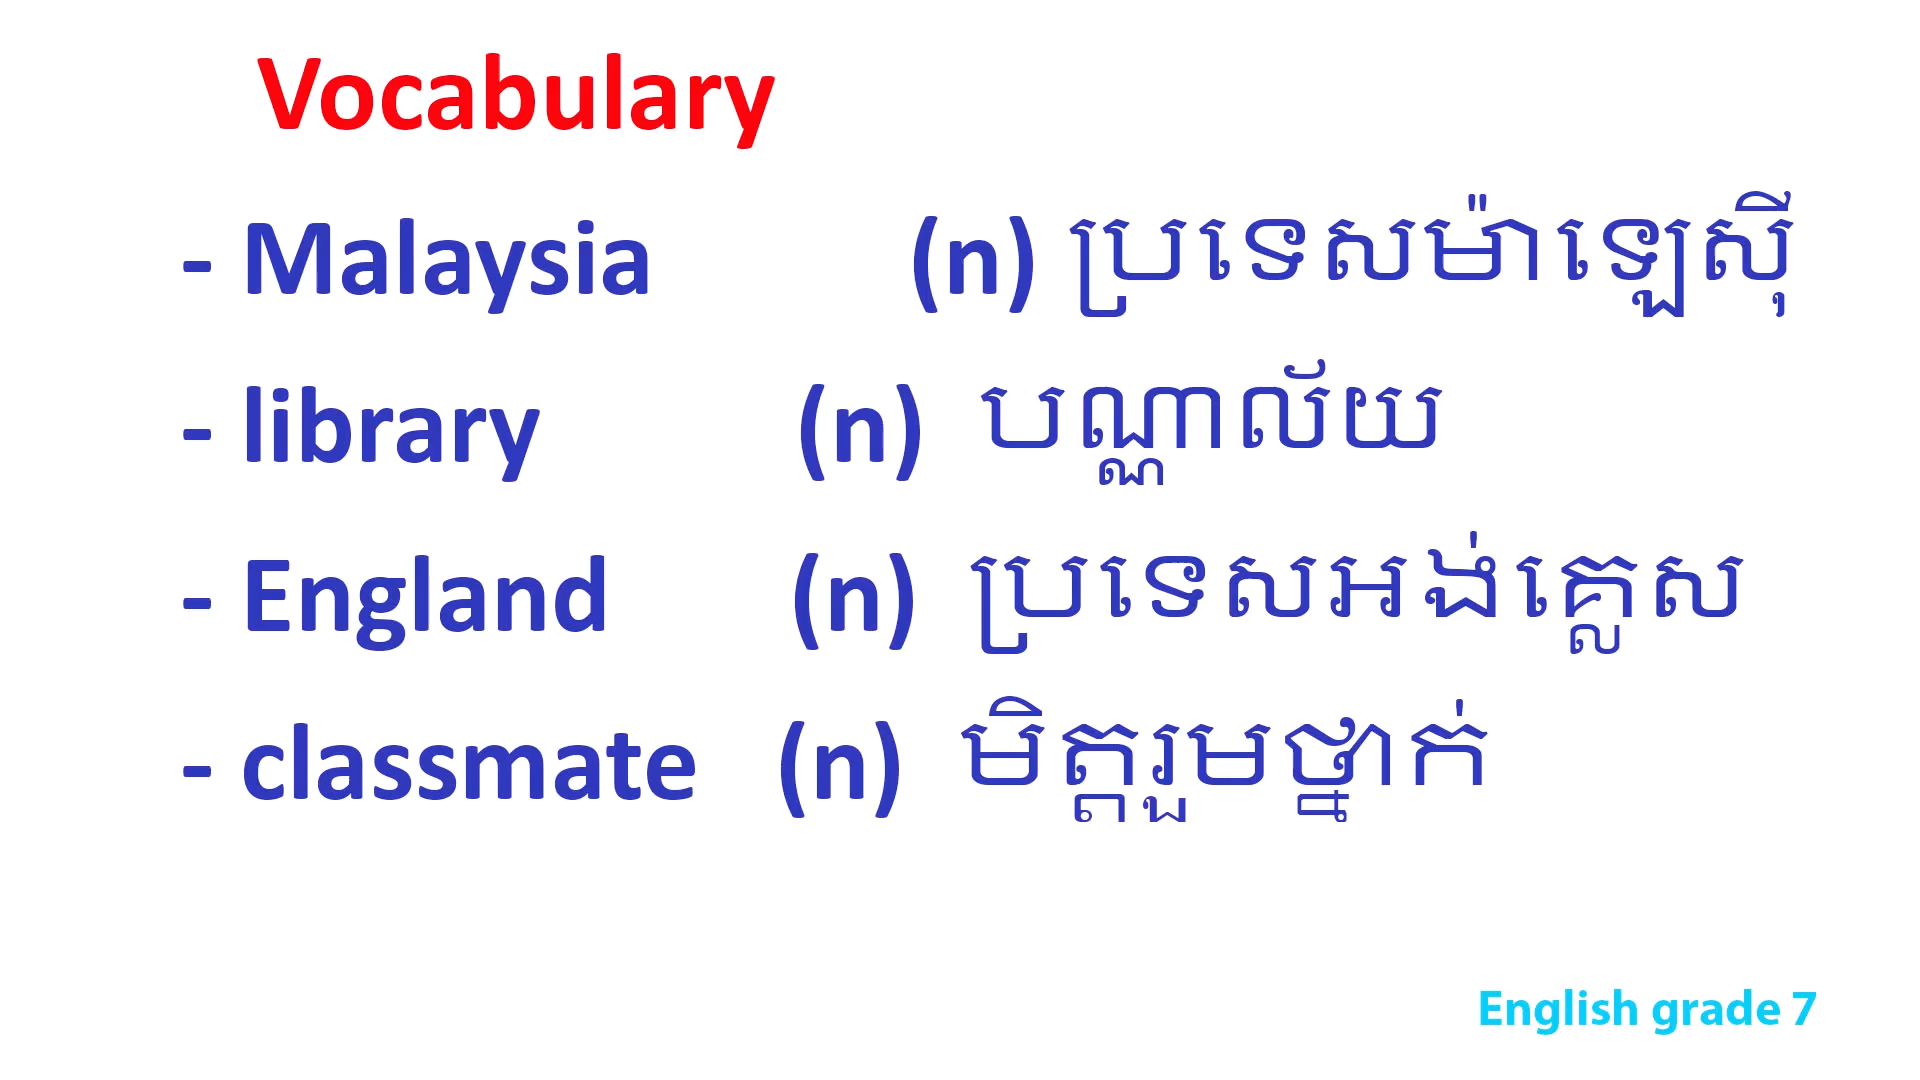 Vocabulary
- Malaysia (n) ប្រទេសម៉ាឡេស៊ី
- library (n) បណ្ណាល័យ
- England (n) ប្រទេសអង់គ្លេស
- classmate (n) មិត្តរួមថ្នាក់
English grade 7